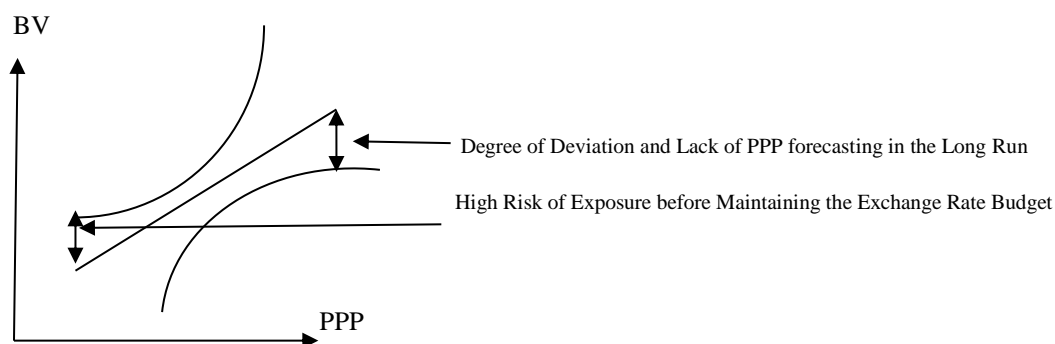 BV
Degree of Deviation and Lack of PPP forecasting in the Long Run
High Risk of Exposure before Maintaining the Exchange Rate Budget
PPP